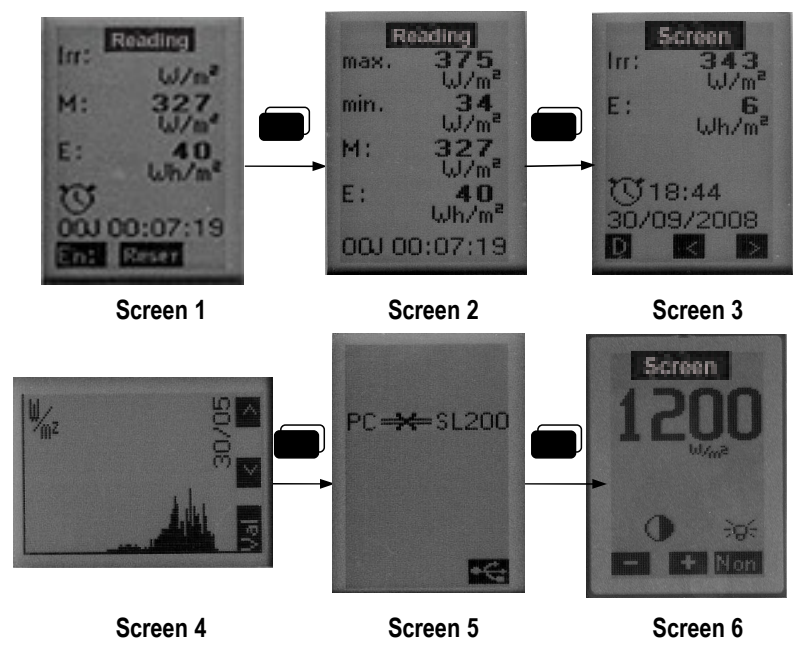 Reading
Irr:
W/m²
M: 327
W/m²
E: 40
Wh/m²
00J 00:07:19
En: Reset
Screen 1
Reading
max. 375
W/m²
min. 34
W/m²
M: 327
W/m²
E: 40
Wh/m²
00J 00:07:19
Screen 2
Screen
Irr: 343
W/m²
E: 6
Wh/m²
18:44
30/09/2008
D < >
Screen 3
W/m2
30/05
Val
Screen 4
PC SL200
Screen 5
Screen
1200
W/m²
- + Non
Screen 6